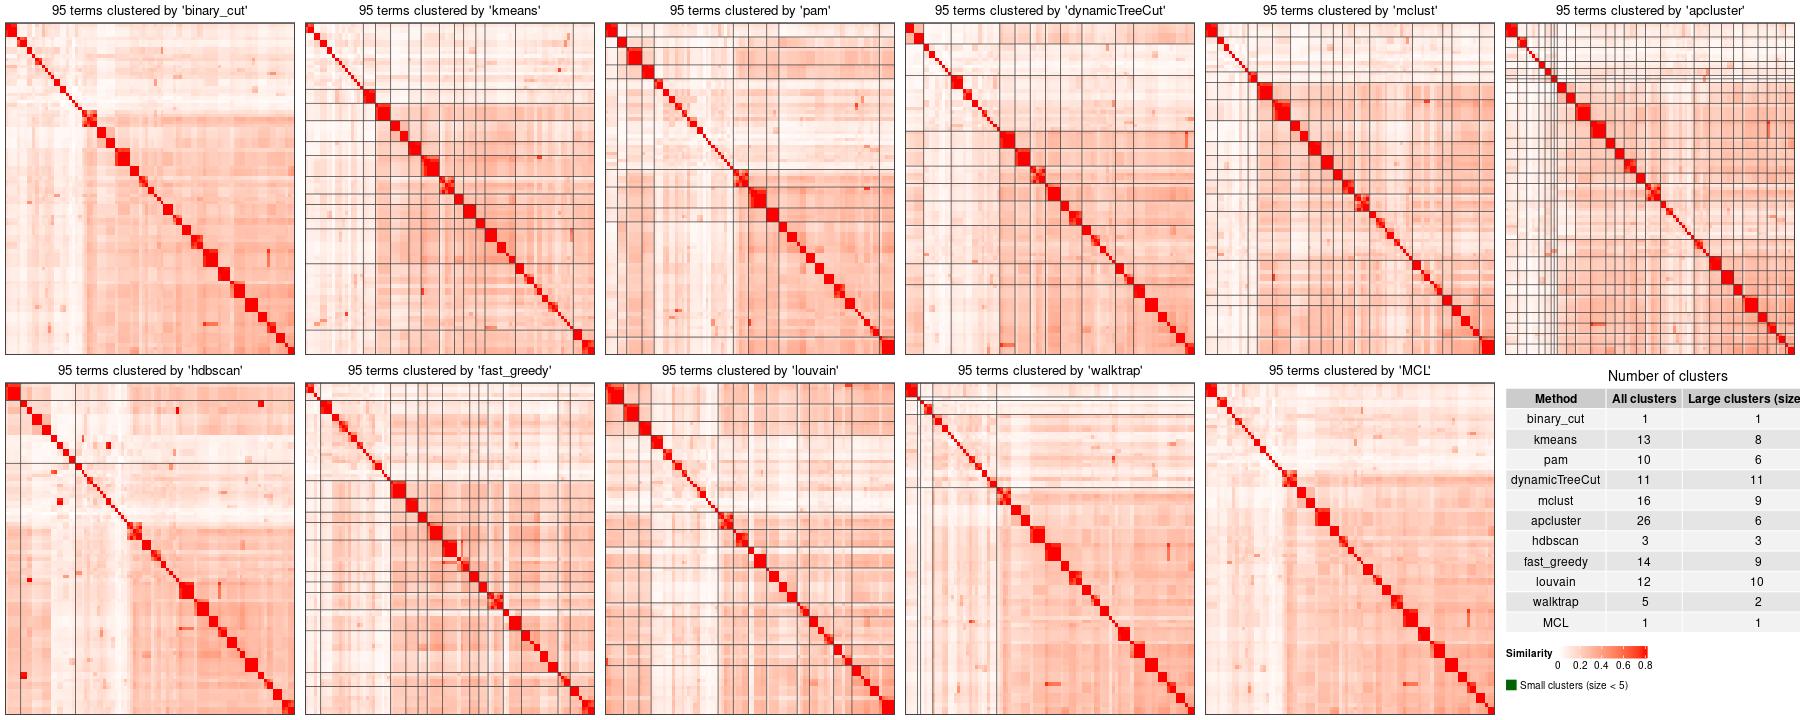 95 terms clustered by 'binary_cut'
95 terms clustered by 'kmeans'
95 terms clustered by 'pam'
95 terms clustered by 'dynamicTreeCut'
95 terms clustered by 'mclust'
95 terms clustered by 'apcluster'
95 terms clustered by 'hdbscan'
95 terms clustered by 'fast_greedy'
95 terms clustered by 'louvain'
95 terms clustered by 'walktrap'
95 terms clustered by 'MCL'
Number of clusters
Method All clusters Large clusters (size
binary_cut 1 1
kmeans 13 8
pam 10 6
dynamicTreeCut 11 11
mclust 16 9
apcluster 26 6
hdbscan 3 3
fast_greedy 14 9
louvain 12 10
walktrap 5 2
MCL 1 1
Similarity
0 0.2 0.4 0.6 0.8
Small clusters (size < 5)